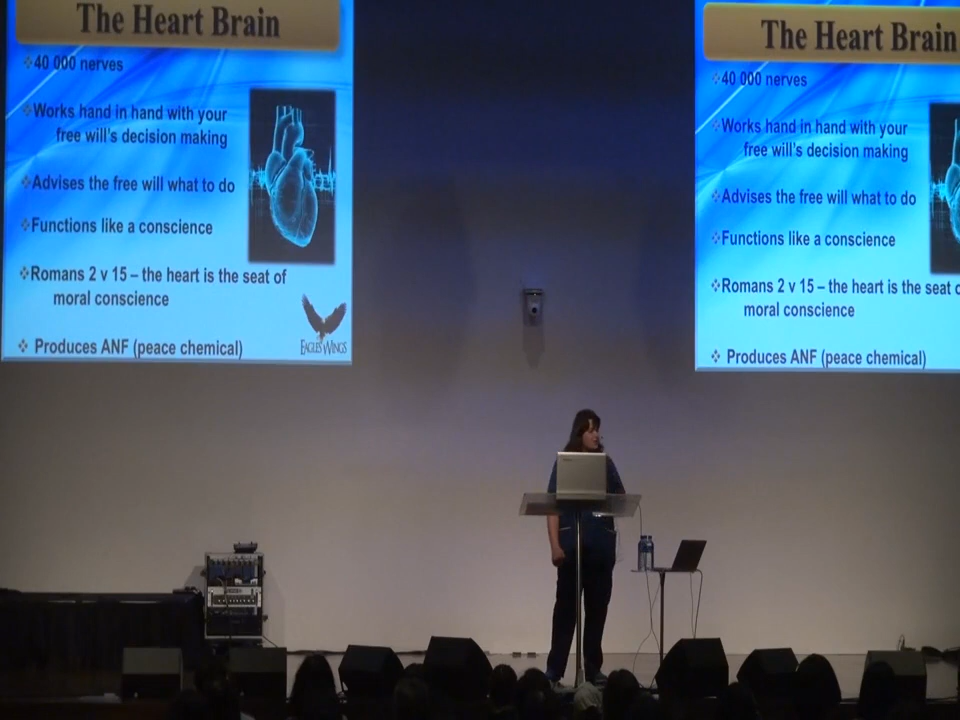 The Heart Brain
40 000 nerves
Works hand in hand with your
free will's decision making
Advises the free will what to do
Functions like a conscience
Romans 2 v 15 – the heart is the seat of
moral conscience
Produces ANF (peace chemical)
EAGLES WINGS
The Heart Brain
40 000 nerves
Works hand in hand with your
free will's decision making
Advises the free will what to do
Functions like a conscience
Romans 2 v 15 – the heart is the seat
moral conscience
Produces ANF (peace chemical)